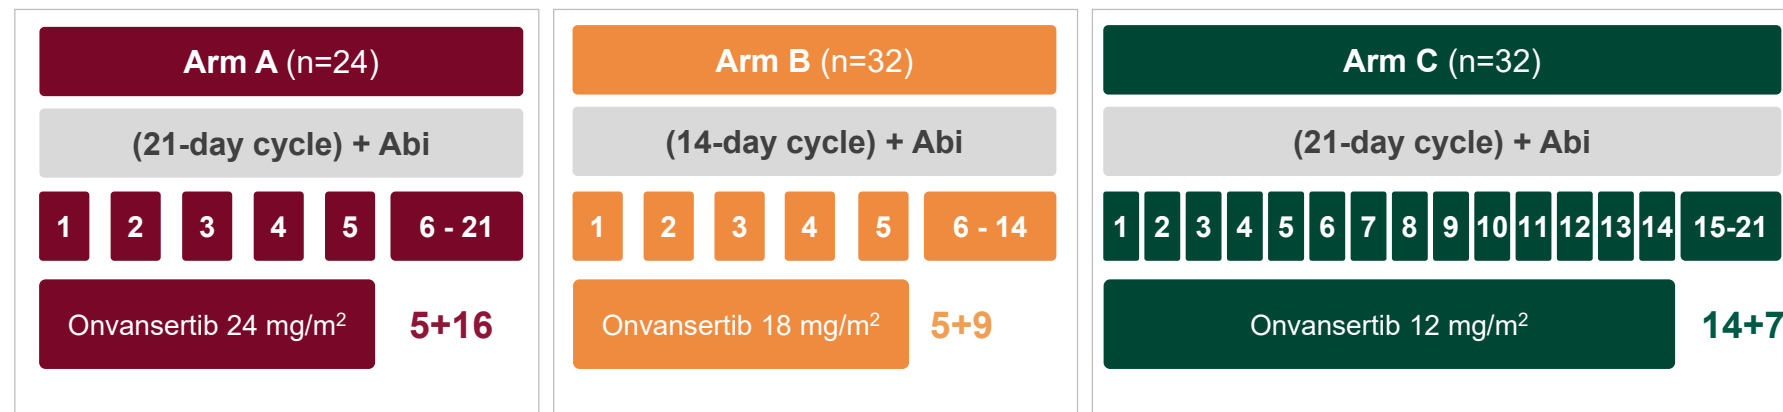 Arm A (n=24)
(21-day cycle) + Abi
1 2 3 4 5 6 - 21
Onvansertib 24 mg/m² 5+16
Arm B (n=32)
(14-day cycle) + Abi
1 2 3 4 5 6 - 14
Onvansertib 18 mg/m² 5+9
Arm C (n=32)
(21-day cycle) + Abi
1 2 3 4 5 6 7 8 9 10 11 12 13 14 15-21
Onvansertib 12 mg/m² 14+7